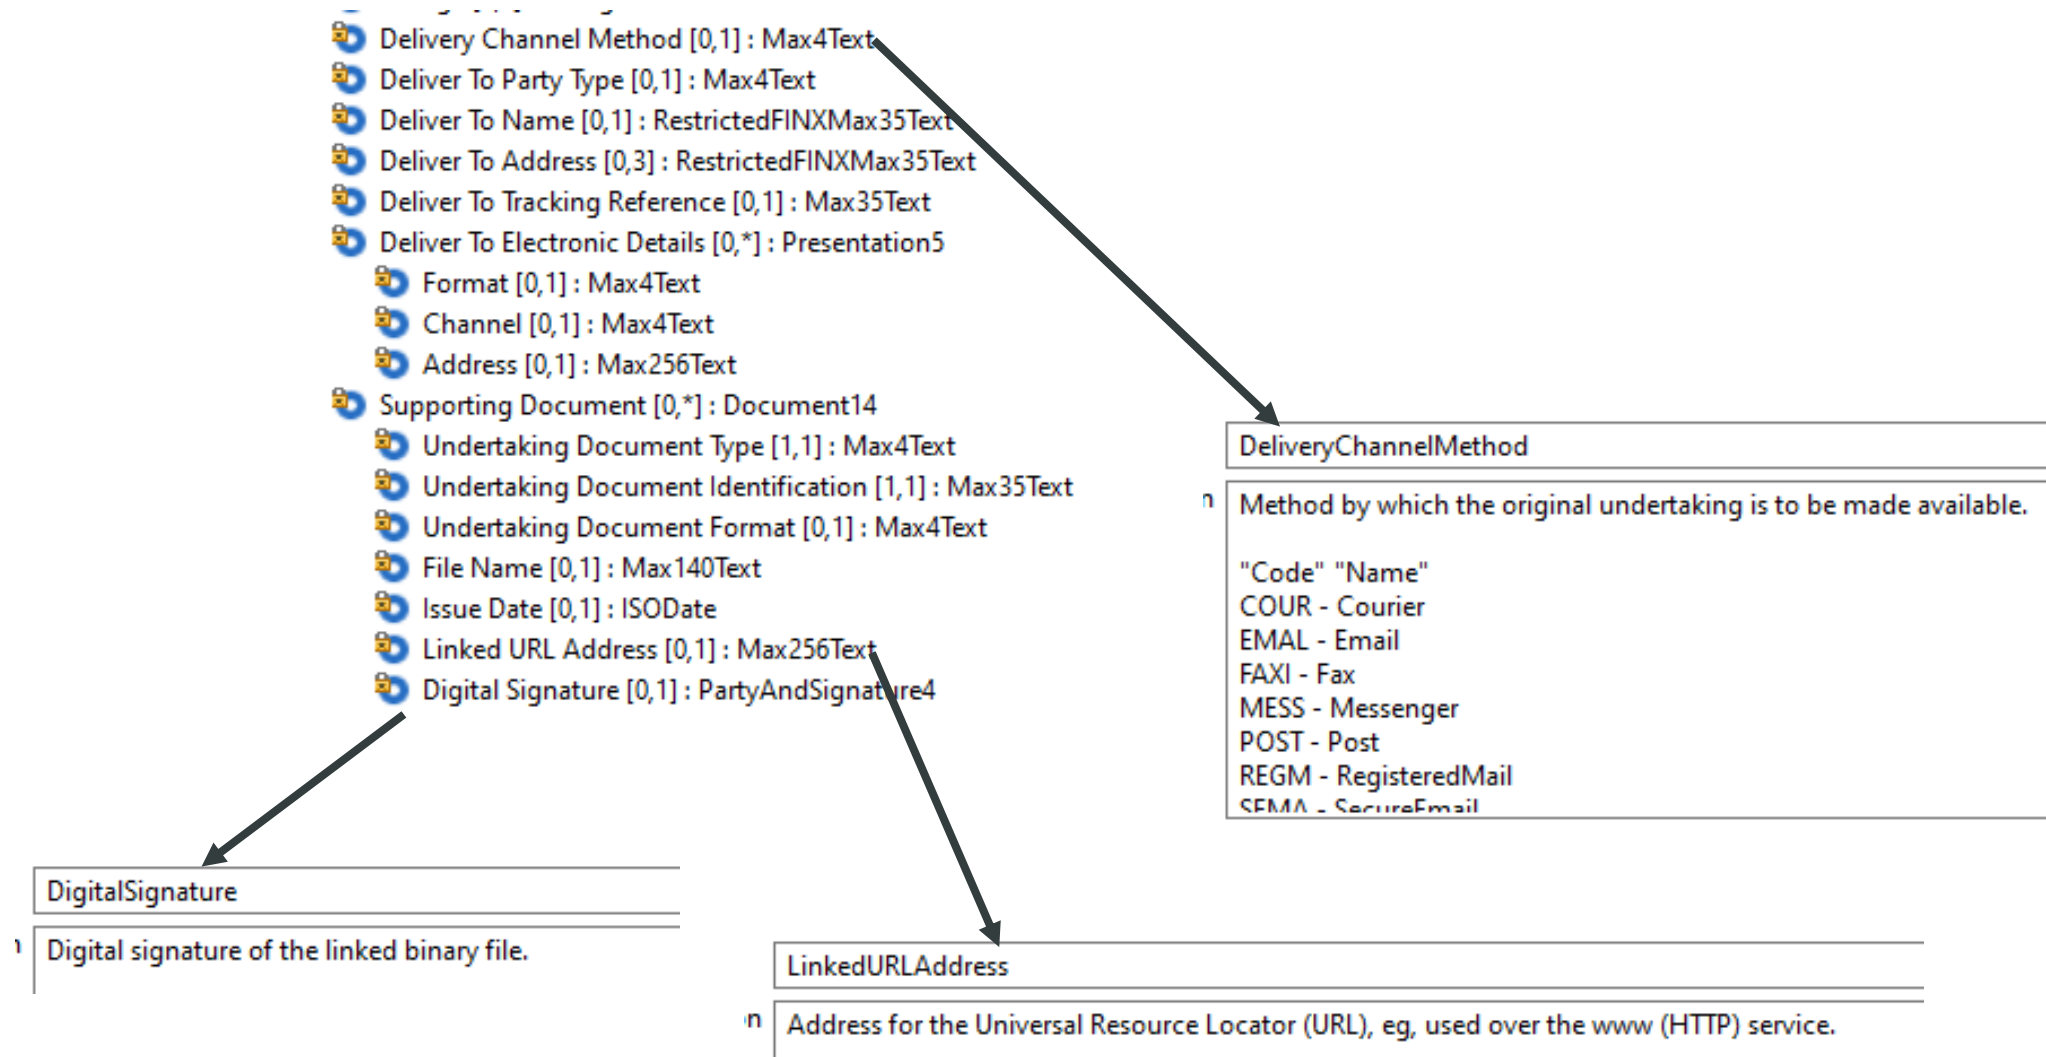 Delivery Channel Method [0,1] : Max4Text
Deliver To Party Type [0,1] : Max4Text
Deliver To Name [0,1] : RestrictedFINXMax35Text
Deliver To Address [0,3] : RestrictedFINXMax35Text
Deliver To Tracking Reference [0,1] : Max35Text
Deliver To Electronic Details [0,*] : Presentation5
Format [0,1] : Max4Text
Channel [0,1] : Max4Text
Address [0,1] : Max256Text
Supporting Document [0,*] : Document14
Undertaking Document Type [1,1] : Max4Text
Undertaking Document Identification [1,1] : Max35Text
Undertaking Document Format [0,1] : Max4Text
File Name [0,1] : Max140Text
Issue Date [0,1] : ISODate
Linked URL Address [0,1] : Max256Text
Digital Signature [0,1] : PartyAndSignature4
DeliveryChannelMethod
n
Method by which the original undertaking is to be made available.
"Code" "Name"
COUR - Courier
EMAL - Email
FAXI - Fax
MESS - Messenger
POST - Post
REGM - RegisteredMail
SEMA - SecureEmail
DigitalSignature
Digital signature of the linked binary file.
LinkedURLAddress
n
Address for the Universal Resource Locator (URL), eg, used over the www (HTTP) service.